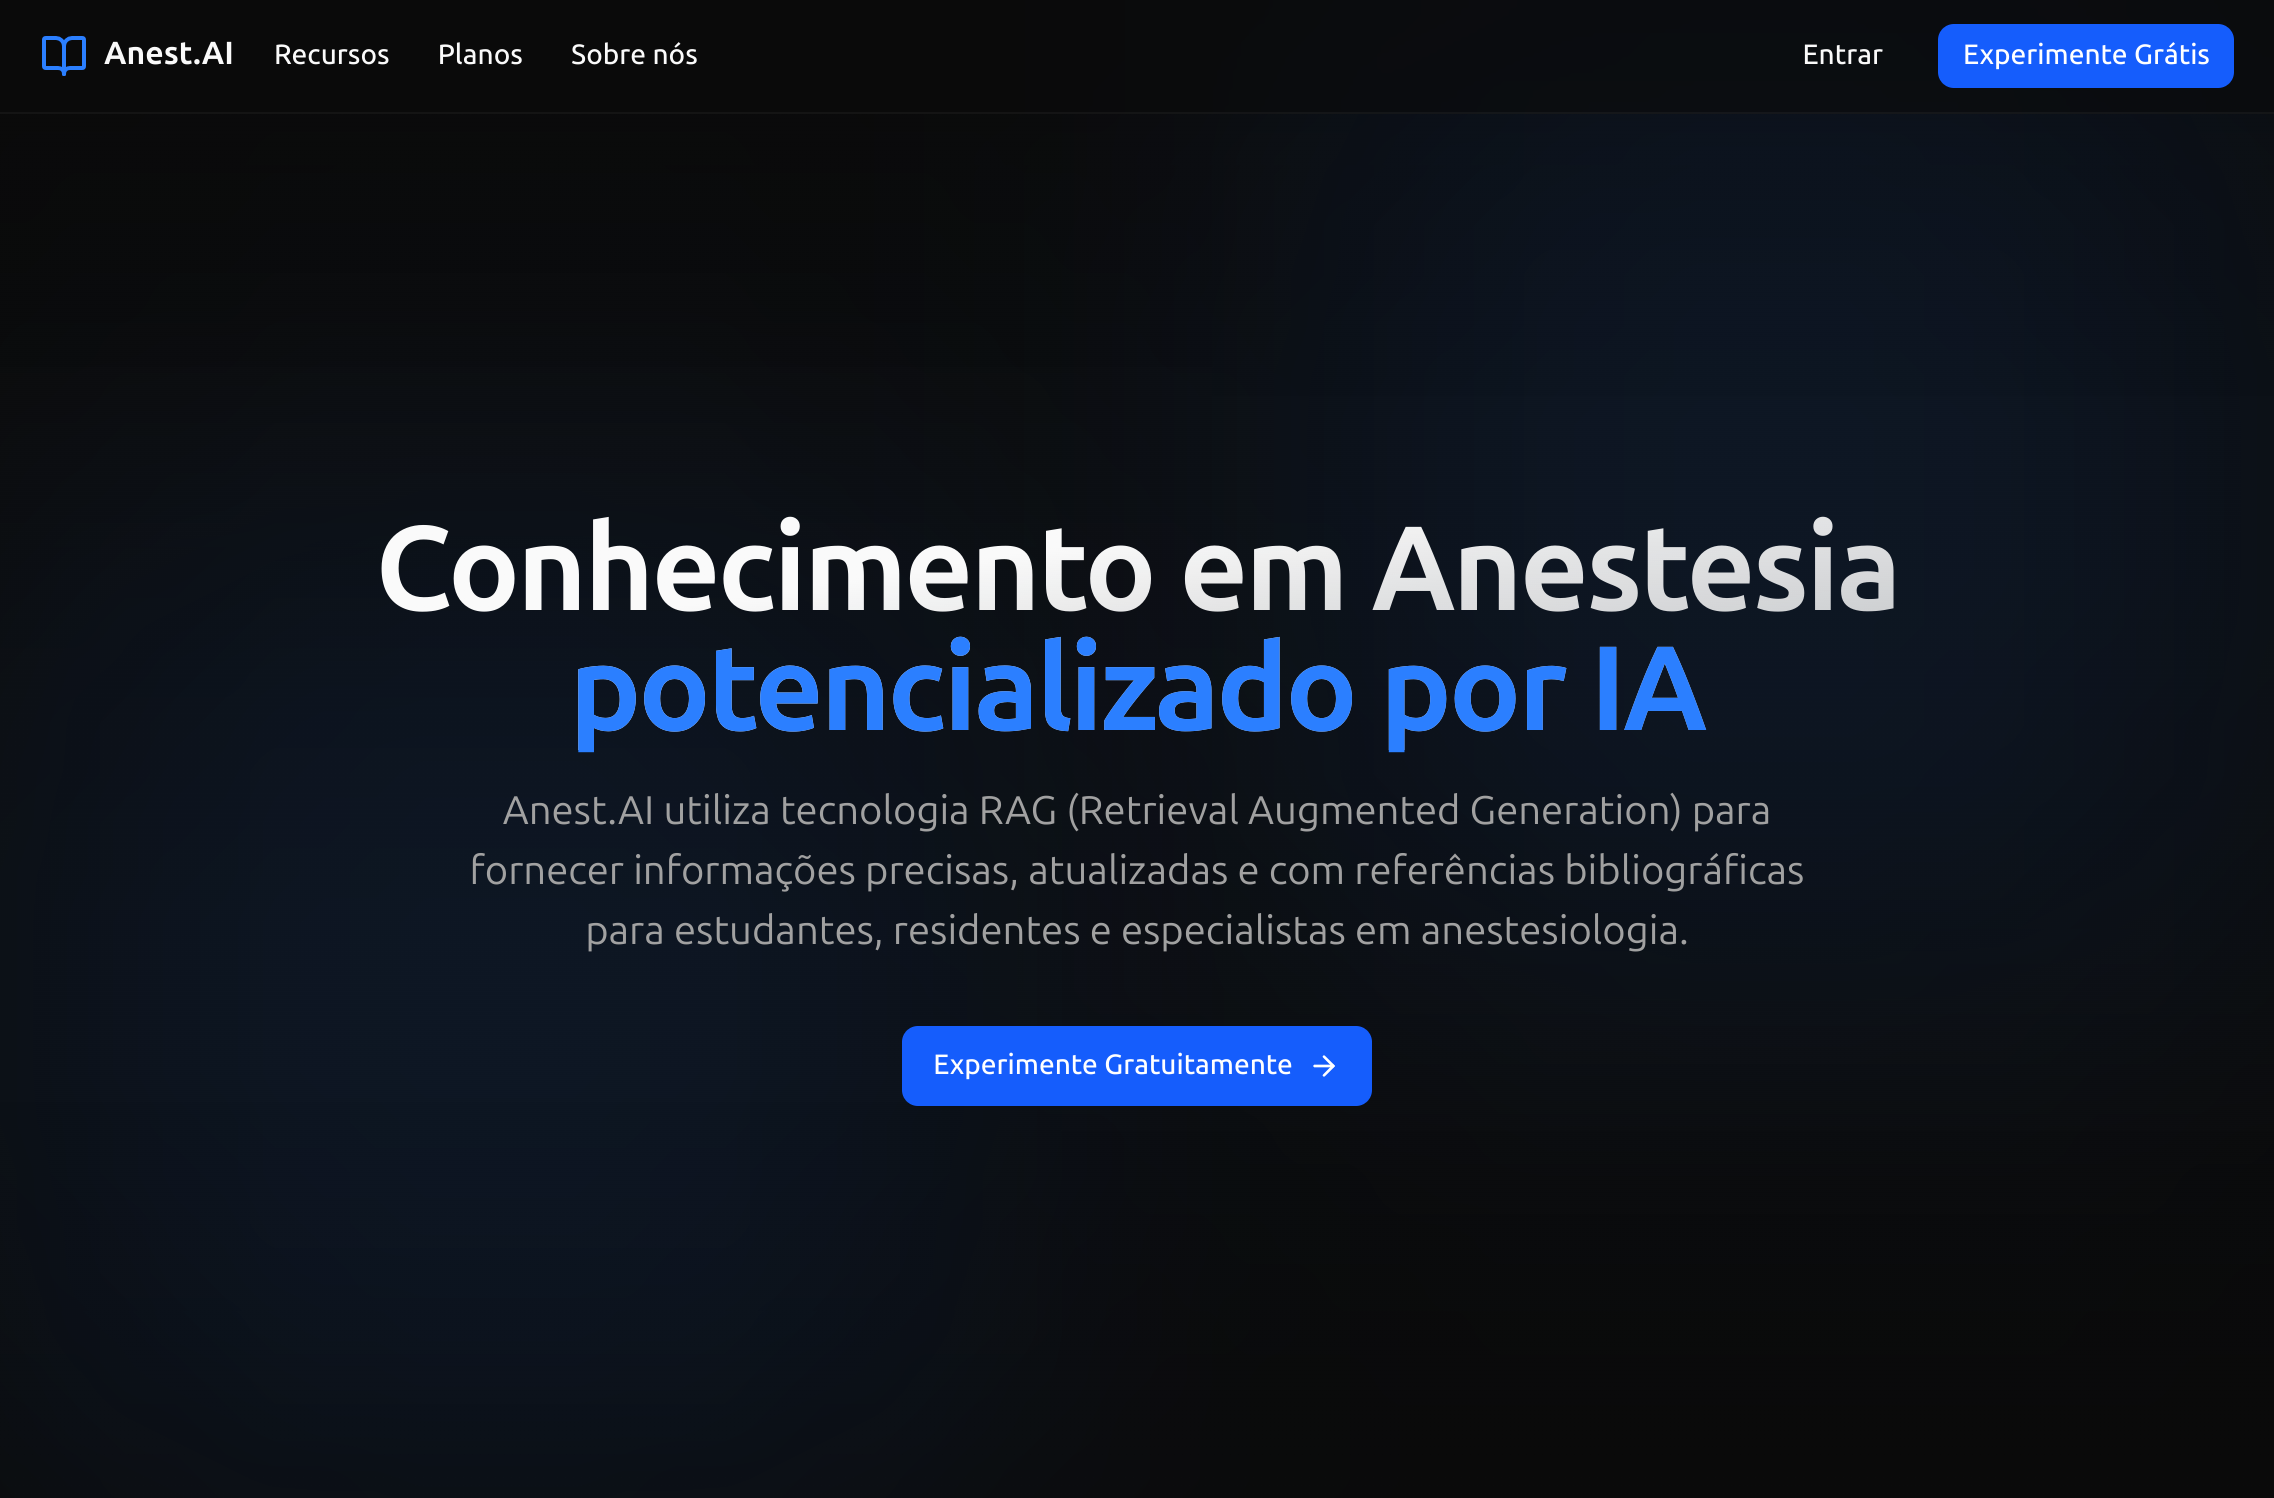 Anest.AI
Recursos
Planos
Sobre nós
Entrar
Experimente Grátis
Conhecimento em Anestesia
potencializado por IA
Anest.AI utiliza tecnologia RAG (Retrieval Augmented Generation) para
fornecer informações precisas, atualizadas e com referências bibliográficas
para estudantes, residentes e especialistas em anestesiologia.
Experimente Gratuitamente